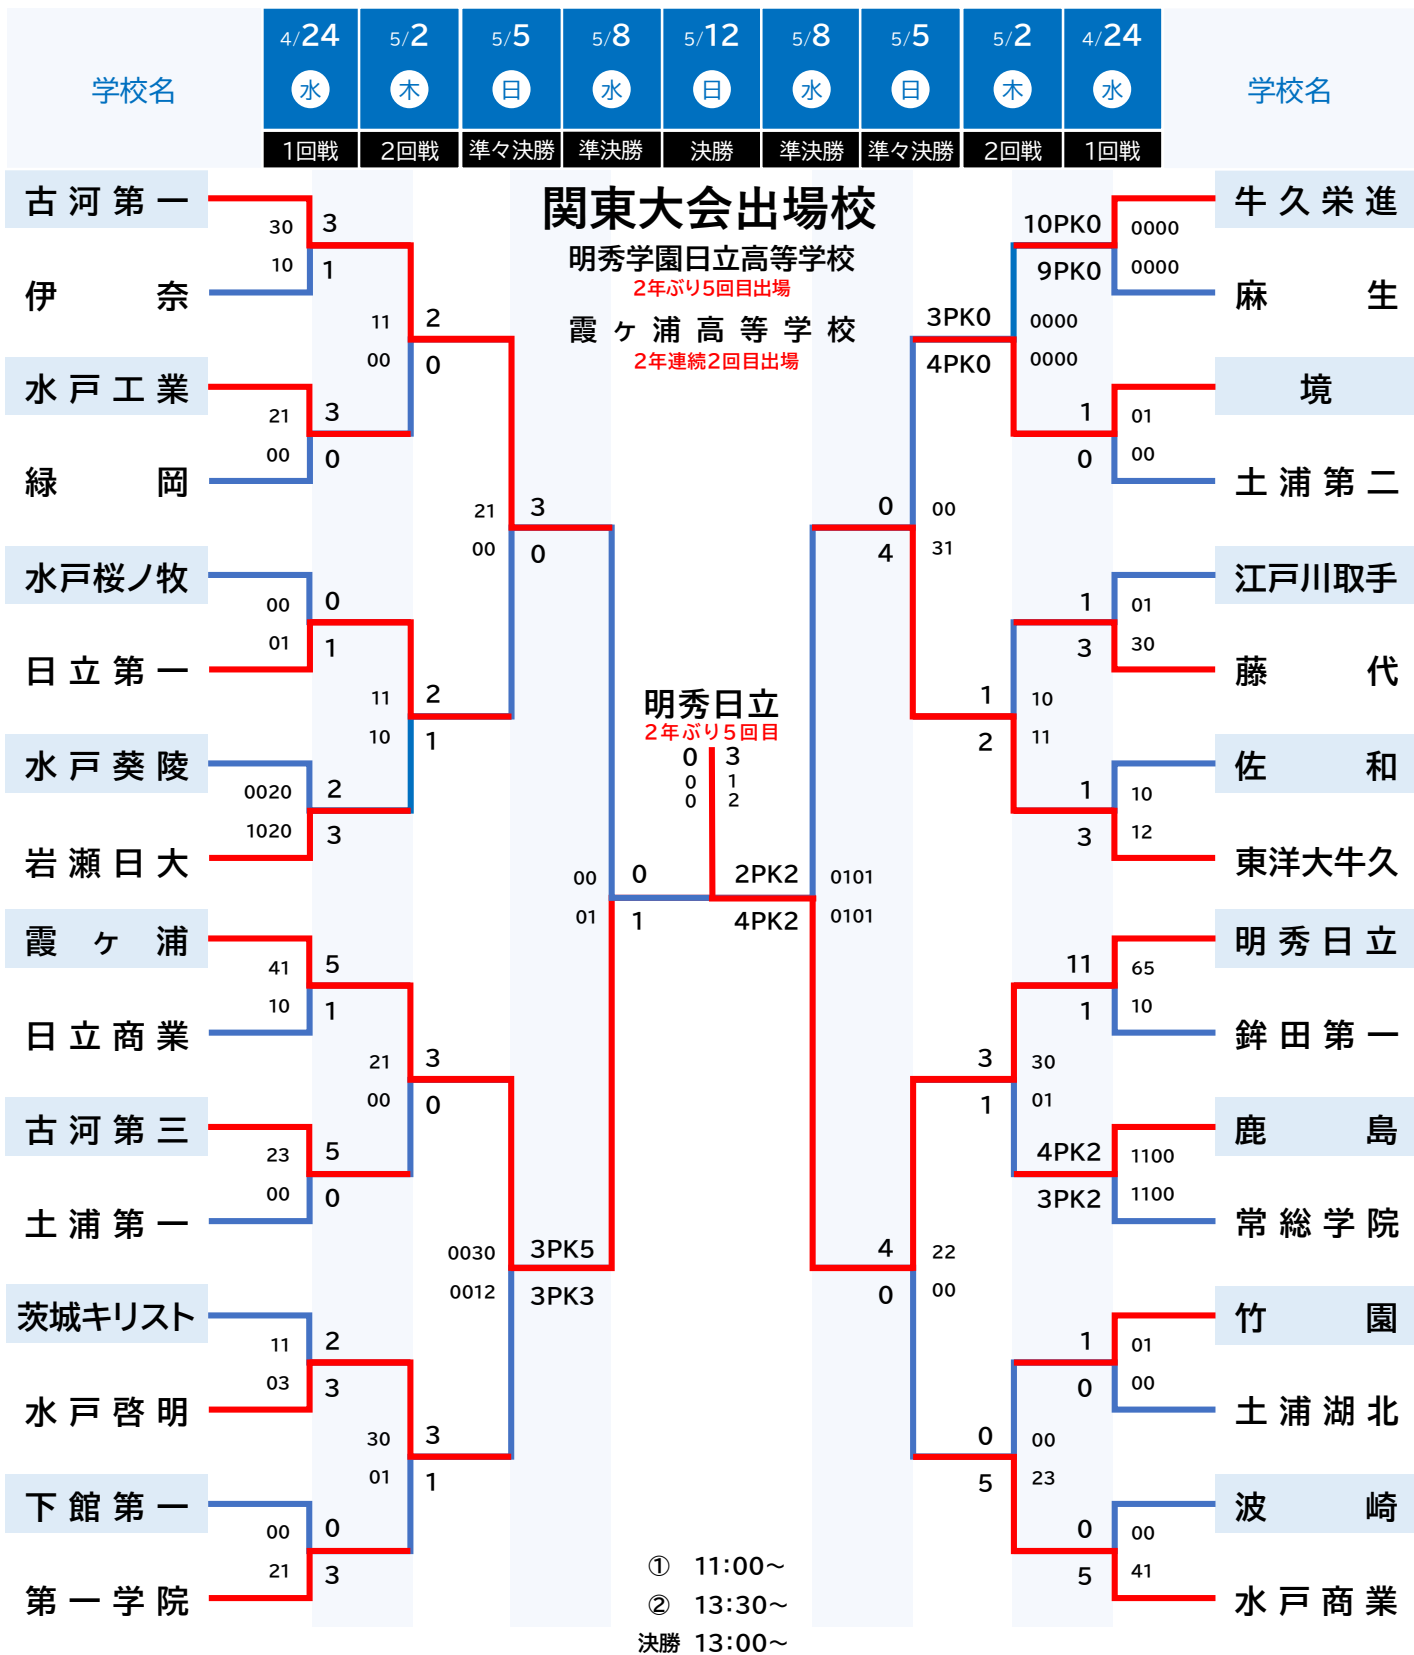 4/24 5/2 5/5 5/8 5/12 5/8 5/5 5/2 4/24
学校名 水 木 日 水 日 水 日 木 水 学校名
1回戦 2回戦 準々決勝 準決勝 決勝 準決勝 準々決勝 2回戦 1回戦
関東大会出場校
明秀学園日立高等学校
2年ぶり5回目出場
霞ヶ浦高等学校
2年連続2回目出場
古河第一
30 3
10 1
伊奈
11 2
00 0
水戸工業
21 3
00 0
緑岡
21 3
00 0
水戸桜ノ牧
00 0
01 1
日立第一
11 2
10 1
水戸葵陵
0020 2
1020 3
岩瀬日大
00 0
01 1
霞ヶ浦
41 5
10 1
日立商業
21 3
00 0
古河第三
23 5
00 0
土浦第一
0030 3PK5
0012 3PK3
茨城キリスト
11 2
03 3
水戸啓明
30 3
01 1
下館第一
00 0
21 3
第一学院
明秀日立
2年ぶり5回目
0 3
0 1
0 2
牛久栄進
10PK0 0000
9PK0 0000
麻生
3PK0 0000
4PK0 0000
境
1 01
0 00
土浦第二
0 00
4 31
江戸川取手
1 01
3 30
藤代
1 10
2 11
佐和
1 10
3 12
東洋大牛久
2PK2 0101
4PK2 0101
明秀日立
11 65
1 10
鉾田第一
3 30
1 01
鹿島
4PK2 1100
3PK2 1100
常総学院
4 22
0 00
竹園
1 01
0 00
土浦湖北
0 00
5 23
波崎
0 00
5 41
水戸商業
① 11:00～
② 13:30～
決勝 13:00～